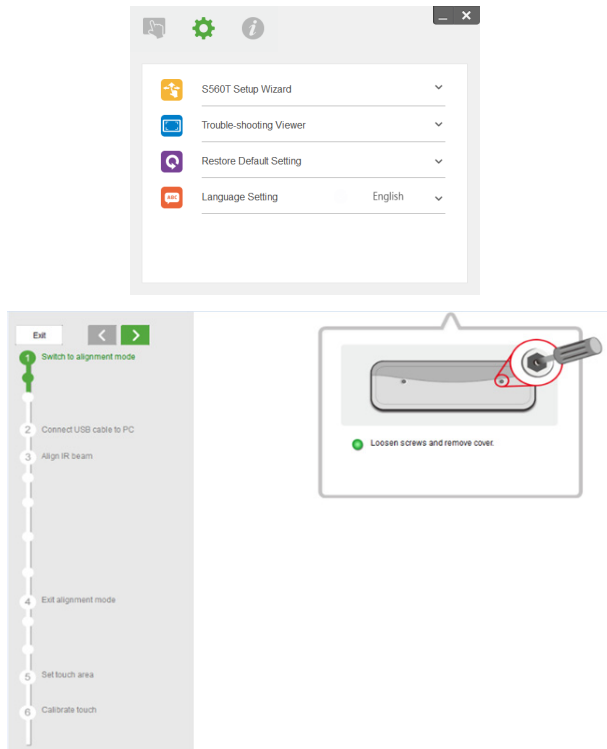 S560T Setup Wizard
Trouble-shooting Viewer
Restore Default Setting
ABC
Language Setting English
Exit
1 Switch to alignment mode
2 Connect USB cable to PC
3 Align IR beam
4 Exit alignment mode
5 Set touch area
6 Calibrate touch
Loosen screws and remove cover.